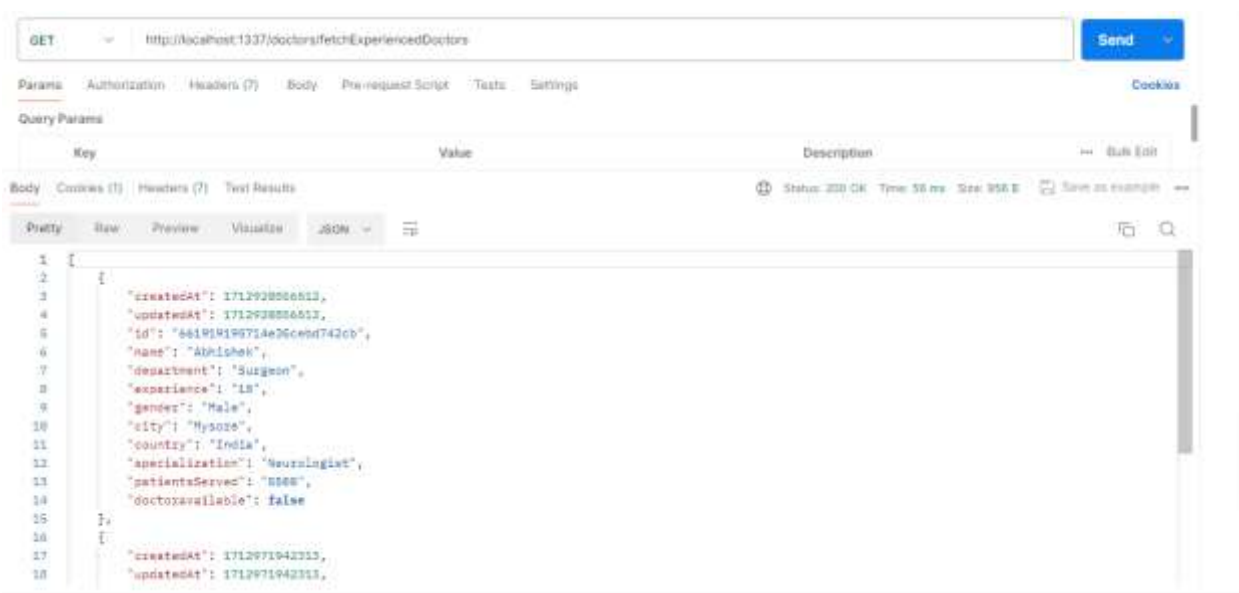 GET http://localhost:1337/doctors/fetchExperiencedDoctors Send
Params Authorization Headers (7) Body Pre-request Script Tests Settings Cookies
Query Params
Key Value Description ••• Bulk Edit
Body Cookies (1) Headers (7) Test Results Status: 200 OK Time: 58 ms Size: 956 B Save as example •••
Pretty Raw Preview Visualize JSON
1 [
2 {
3 "createdAt":
4 "updatedAt":
5 "id":
6 "name": "Abhishek",
7 "department": "Surgeon",
8 "experience": "18",
9 "gender": "Male",
10 "city": "Mysore",
11 "country": "India",
12 "specialization": "Neurologist",
13 "patientsServed":
14 "doctoravailable": false
15 },
16 {
17 "createdAt": 1712971942313,
18 "updatedAt": 1712971942313,